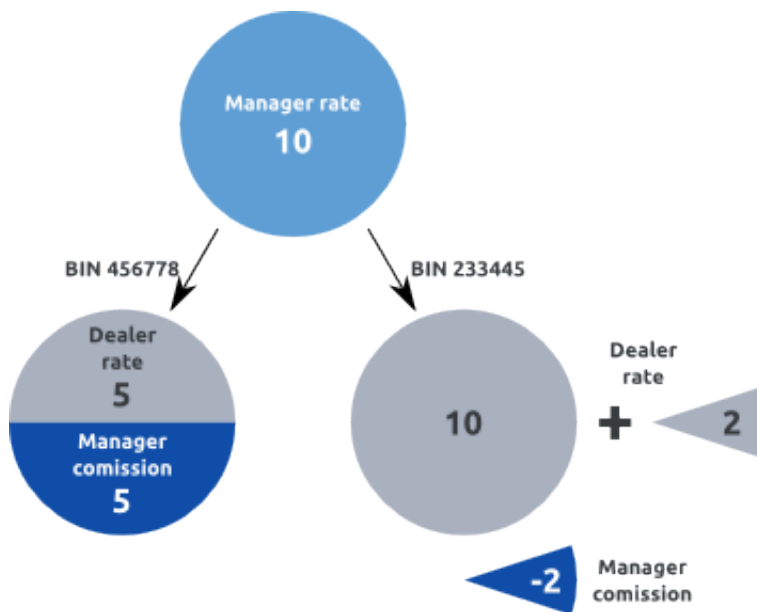 Manager rate
10
BIN 456778
BIN 233445
Dealer
rate
5
Manager
comission
5
10
Dealer
rate
+
2
-2
Manager
comission